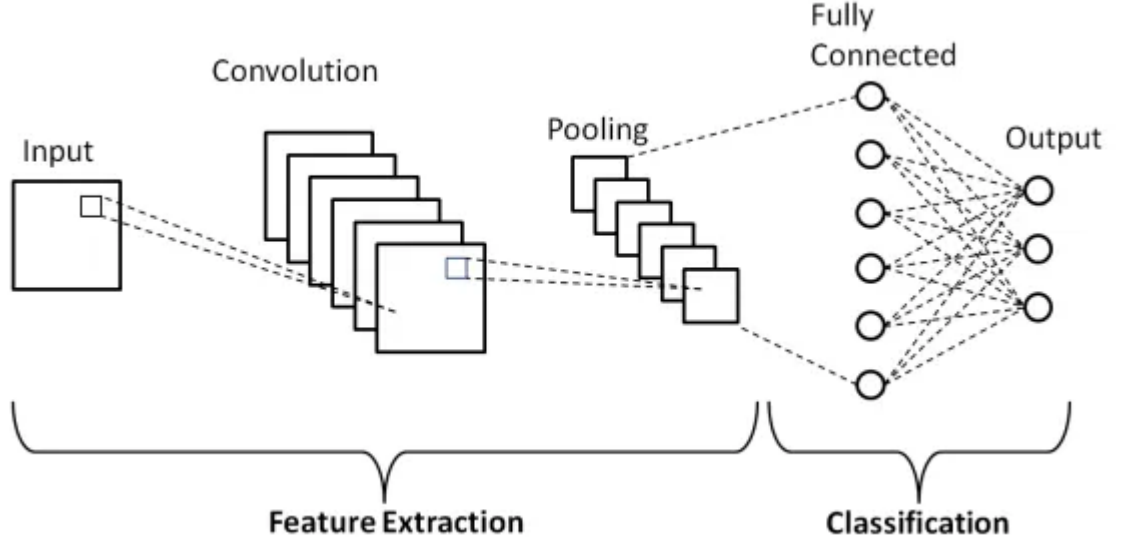 Input
Convolution
Pooling
Fully
Connected
Output
Feature Extraction
Classification